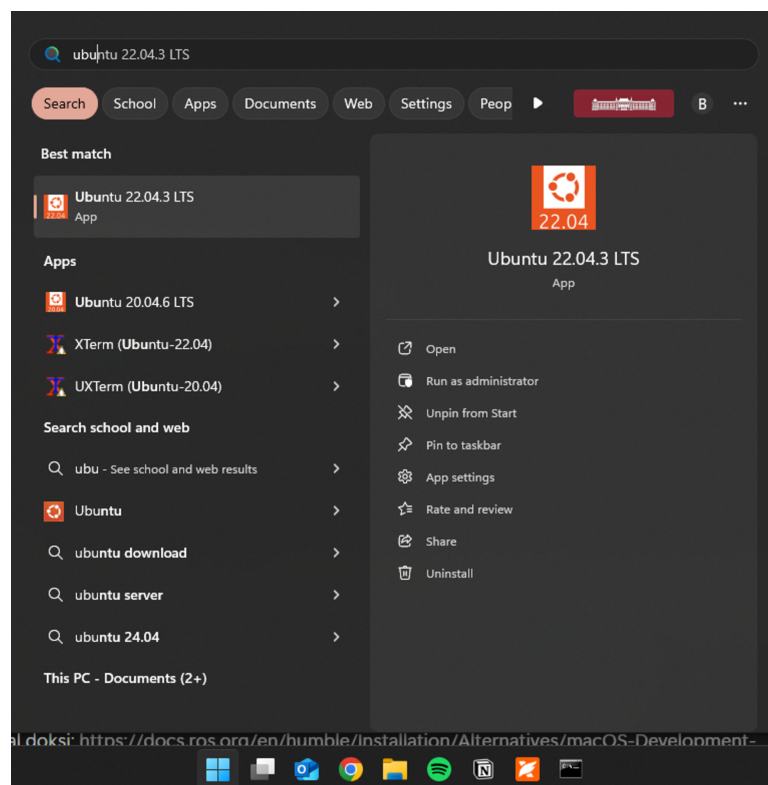 ubuntu 22.04.3 LTS
Search School Apps Documents Web Settings Peop B
Best match
Ubuntu 22.04.3 LTS
App
22.04
Apps
Ubuntu 20.04.6 LTS
20.04
XTerm (Ubuntu-22.04)
UXTerm (Ubuntu-20.04)
Search school and web
ubu - See school and web results
Ubuntu
ubuntu download
ubuntu server
ubuntu 24.04
This PC - Documents (2+)
22.04
Ubuntu 22.04.3 LTS
App
Open
Run as administrator
Unpin from Start
Pin to taskbar
App settings
Rate and review
Share
Uninstall
al doksi: https://docs.ros.org/en/humble/Installation/Alternatives/macOS-Development-